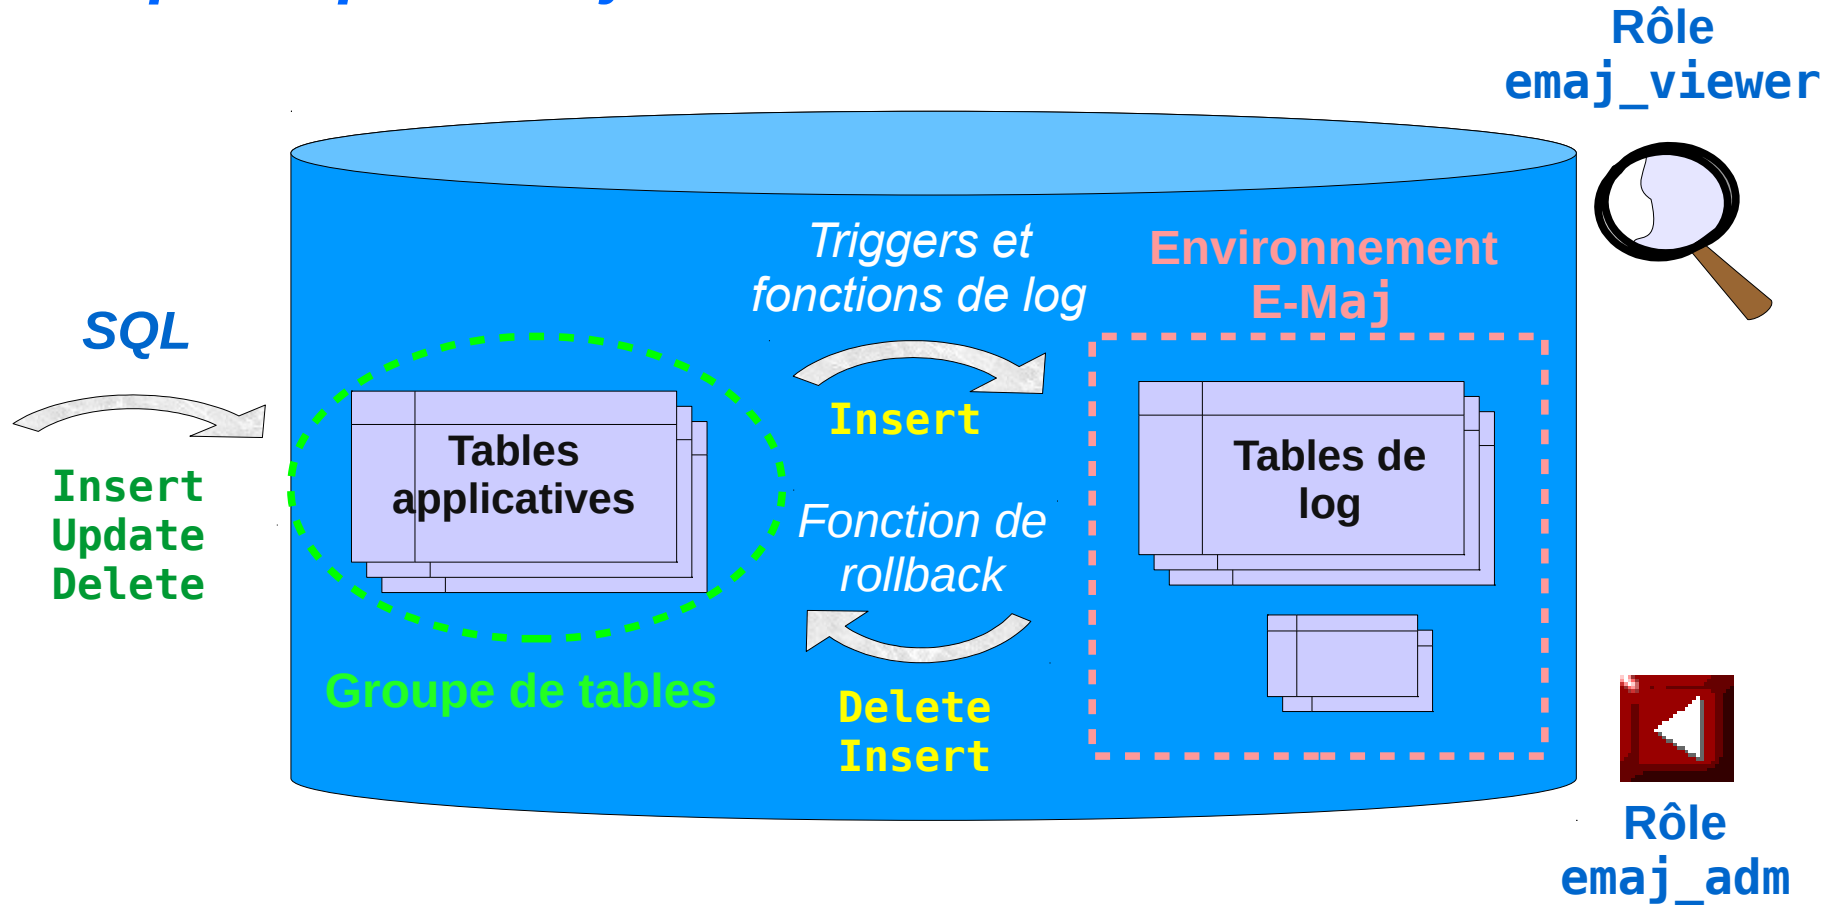 Rôle
emaj_viewer
Triggers et
fonctions de log
Environnement
E-Maj
SQL
Insert
Update
Delete
Tables
applicatives
Insert
Tables de
log
Fonction de
rollback
Groupe de tables
Delete
Insert
Rôle
emaj_adm